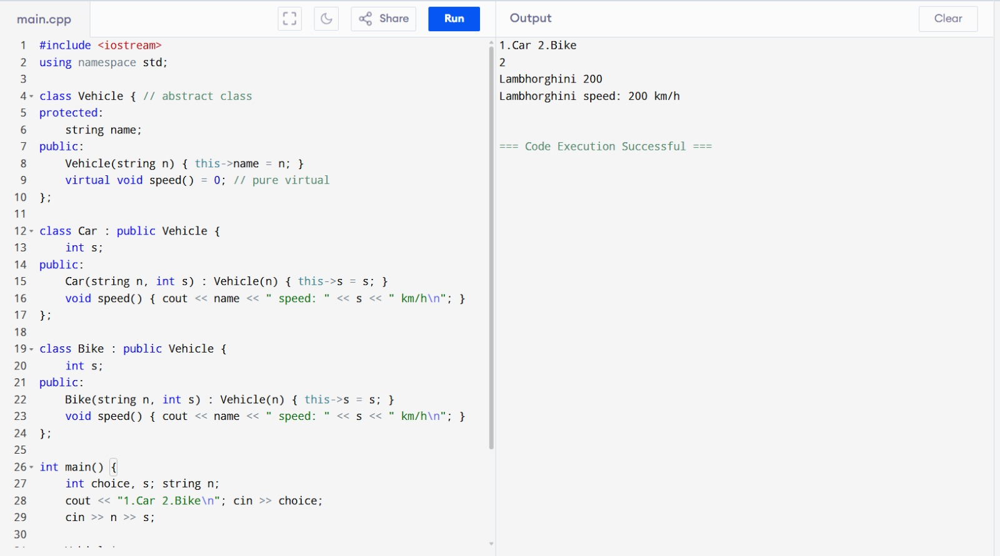 main.cpp
Share
Run
Output
Clear
1 #include <iostream>
2 using namespace std;
3
4 class Vehicle { // abstract class
5 protected:
6     string name;
7 public:
8     Vehicle(string n) { this->name = n; }
9     virtual void speed() = 0; // pure virtual
10 };
11
12 class Car : public Vehicle {
13     int s;
14 public:
15     Car(string n, int s) : Vehicle(n) { this->s = s; }
16     void speed() { cout << name << " speed: " << s << " km/h\n"; }
17 };
18
19 class Bike : public Vehicle {
20     int s;
21 public:
22     Bike(string n, int s) : Vehicle(n) { this->s = s; }
23     void speed() { cout << name << " speed: " << s << " km/h\n"; }
24 };
25
26 int main() {
27     int choice, s; string n;
28     cout << "1.Car 2.Bike\n"; cin >> choice;
29     cin >> n >> s;
30
1.Car 2.Bike
2
Lambhorghini 200
Lambhorghini speed: 200 km/h
=== Code Execution Successful ===